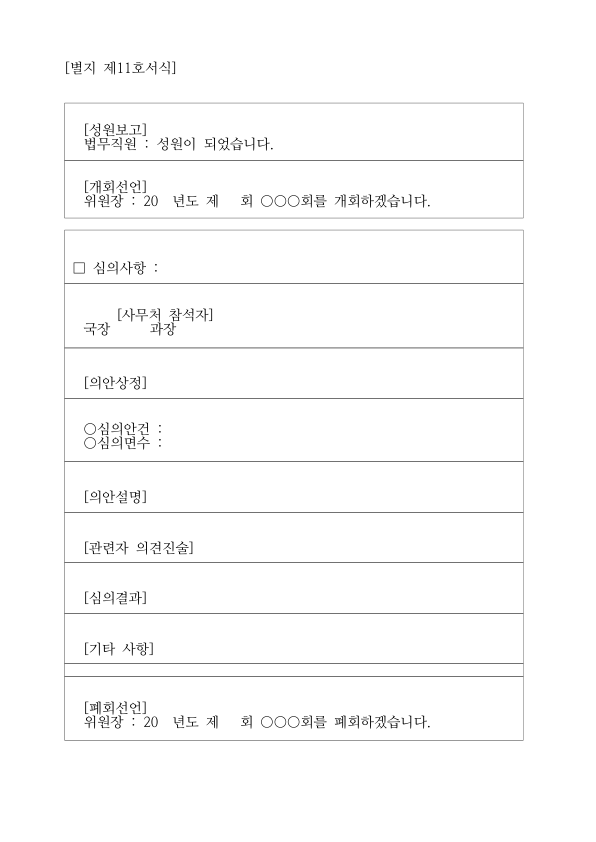 [별지 제11호서식]
[성원보고]
법무직원 : 성원이 되었습니다.
[개회선언]
위원장 : 20 년도 제 회 ○○○회를 개회하겠습니다.
□ 심의사항 :
[사무처 참석자]
국장 과장
[의안상정]
○심의안건 :
○심의면수 :
[의안설명]
[관련자 의견진술]
[심의결과]
[기타 사항]
[폐회선언]
위원장 : 20 년도 제 회 ○○○회를 폐회하겠습니다.